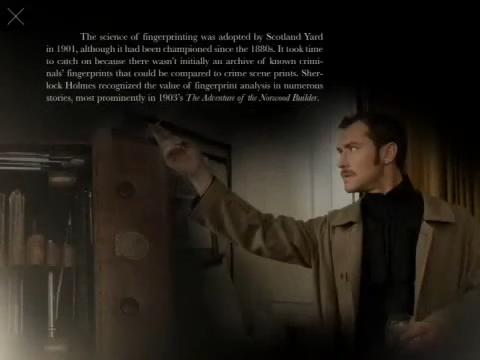 The science of fingerprinting was adopted by Scotland Yard
in 1901, although it had been championed since the 1880s. It took time
to catch on because there wasn't initially an archive of known crimi-
nals' fingerprints that could be compared to crime scene prints. Sher-
lock Holmes recognized the value of fingerprint analysis in numerous
stories, most prominently in 1903's The Adventure of the Norwood Builder.